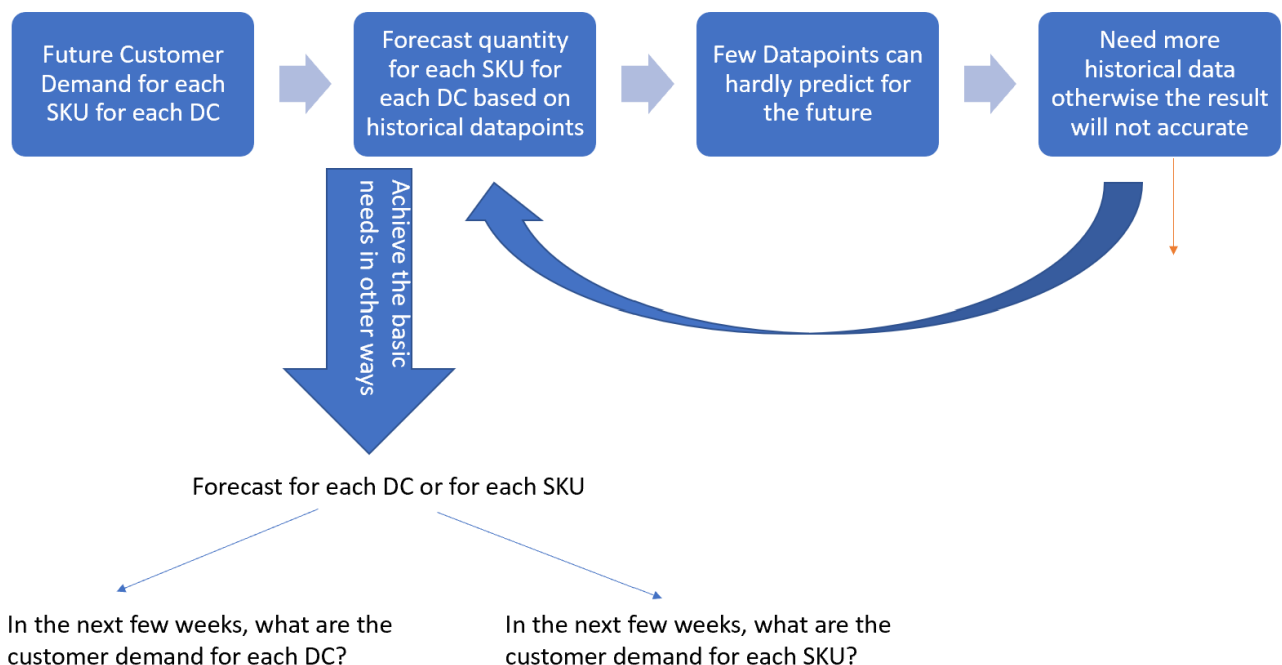 Future Customer
Demand for each
SKU for each DC
Forecast quantity
for each SKU for
each DC based on
historical datapoints
Few Datapoints can
hardly predict for
the future
Need more
historical data
otherwise the result
will not accurate
Achieve the basic
needs in other ways
Forecast for each DC or for each SKU
In the next few weeks, what are the
customer demand for each DC?
In the next few weeks, what are the
customer demand for each SKU?